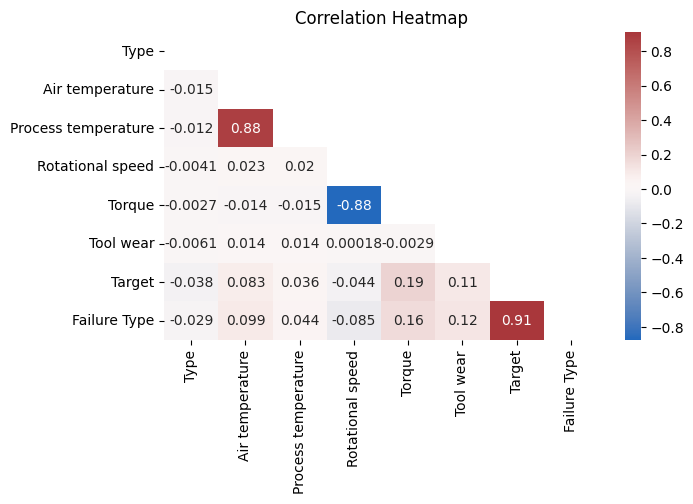 Correlation Heatmap
Type
Air temperature -0.015
Process temperature -0.012 0.88
Rotational speed -0.0041 0.023 0.02
Torque -0.0027 -0.014 -0.015 -0.88
Tool wear -0.0061 0.014 0.014 0.00018 -0.0029
Target -0.038 0.083 0.036 -0.044 0.19 0.11
Failure Type -0.029 0.099 0.044 -0.085 0.16 0.12 0.91
Type
Air temperature
Process temperature
Rotational speed
Torque
Tool wear
Target
Failure Type
0.8
0.6
0.4
0.2
0.0
−0.2
−0.4
−0.6
−0.8